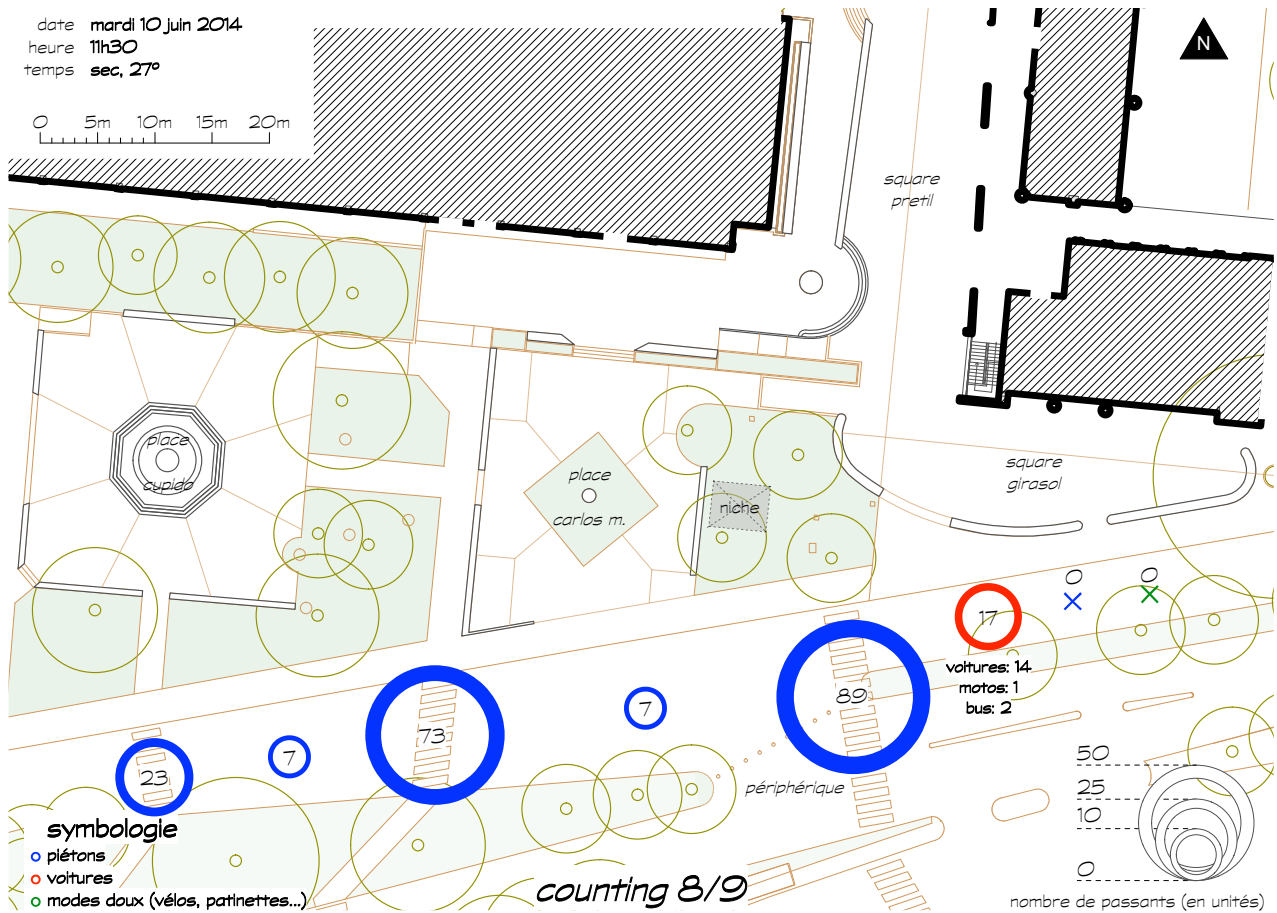 date mardi 10 juin 2014
heure 11h30
temps sec, 27°
0 5m 10m 15m 20m
N
square
pretil
place
cupido
place
carlos m.
niche
square
girasol
0
0
17
voitures: 14
motos: 1
bus: 2
89
7
73
7
23
périphérique
symbologie
piétons
voitures
modes doux (vélos, patinettes...)
counting 8/9
50
25
10
0
nombre de passants (en unités)